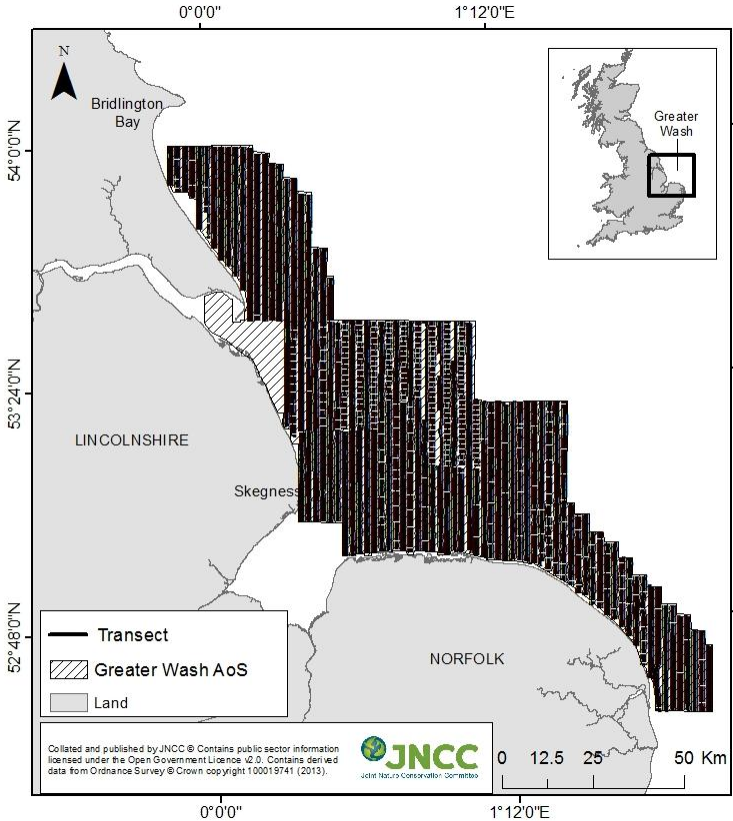 0°0'0"
1°12'0"E
N
Bridlington
Bay
Greater
Wash
54°0'0"N
53°24'0"N
LINCOLNSHIRE
Skegness
52°48'0"N
NORFOLK
Transect
Greater Wash AoS
Land
Collated and published by JNCC © Contains public sector information
licensed under the Open Government Licence v2.0. Contains derived
data from Ordnance Survey © Crown copyright 100019741 (2013).
JNCC
Joint Nature Conservation Committee
0 12.5 25 50 Km
0°0'0"
1°12'0"E